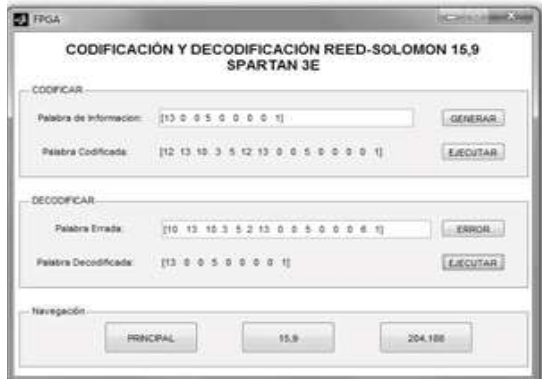 FPGA
CODIFICACIÓN Y DECODIFICACIÓN REED-SOLOMON 15,9
SPARTAN 3E
CODIFICAR
Palabra de Informacion: [13 0 0 5 0 0 0 0 1] GENERAR
Palabra Codificada: [12 13 10 3 5 12 13 0 0 5 0 0 0 0 1] EJECUTAR
DECODIFICAR
Palabra Errada: [10 13 10 3 5 2 13 0 0 5 0 0 0 6 1] ERROR
Palabra Decodificada: [13 0 0 5 0 0 0 0 1] EJECUTAR
Navegación
PRINCIPAL 15,9 204,188